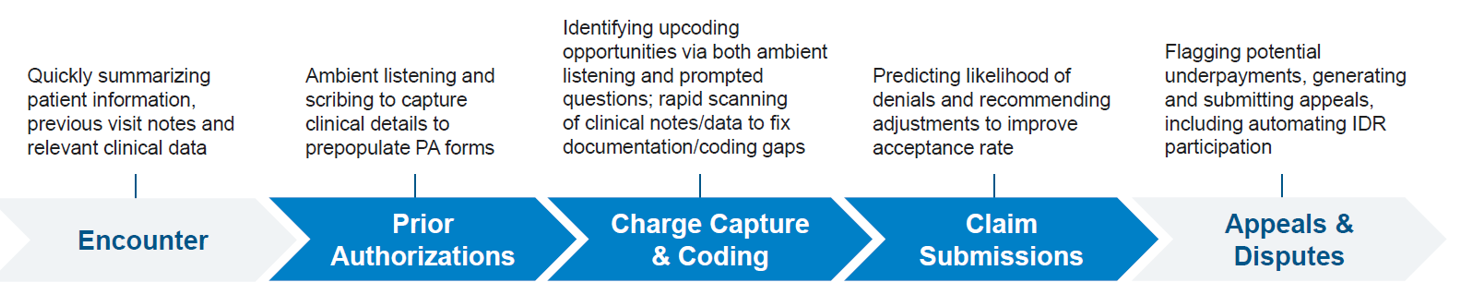 Quickly summarizing
patient information,
previous visit notes and
relevant clinical data
Encounter
Ambient listening and
scribing to capture
clinical details to
prepopulate PA forms
Prior
Authorizations
Identifying upcoding
opportunities via both ambient
listening and prompted
questions; rapid scanning
of clinical notes/data to fix
documentation/coding gaps
Charge Capture
& Coding
Predicting likelihood of
denials and recommending
adjustments to improve
acceptance rate
Claim
Submissions
Flagging potential
underpayments, generating
and submitting appeals,
including automating IDR
participation
Appeals &
Disputes